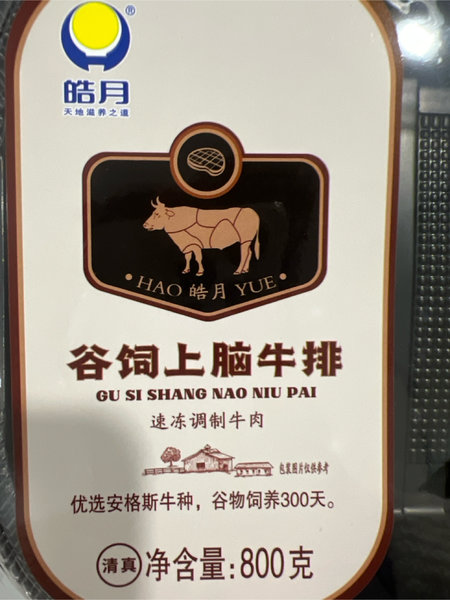 ®
皓月
天地滋养之道
HAO 皓月 YUE
谷饲上脑牛排
GU SI SHANG NAO NIU PAI
速冻调制牛肉
包装图片仅供参考
优选安格斯牛种，谷物饲养300天。
清真 净含量:800克